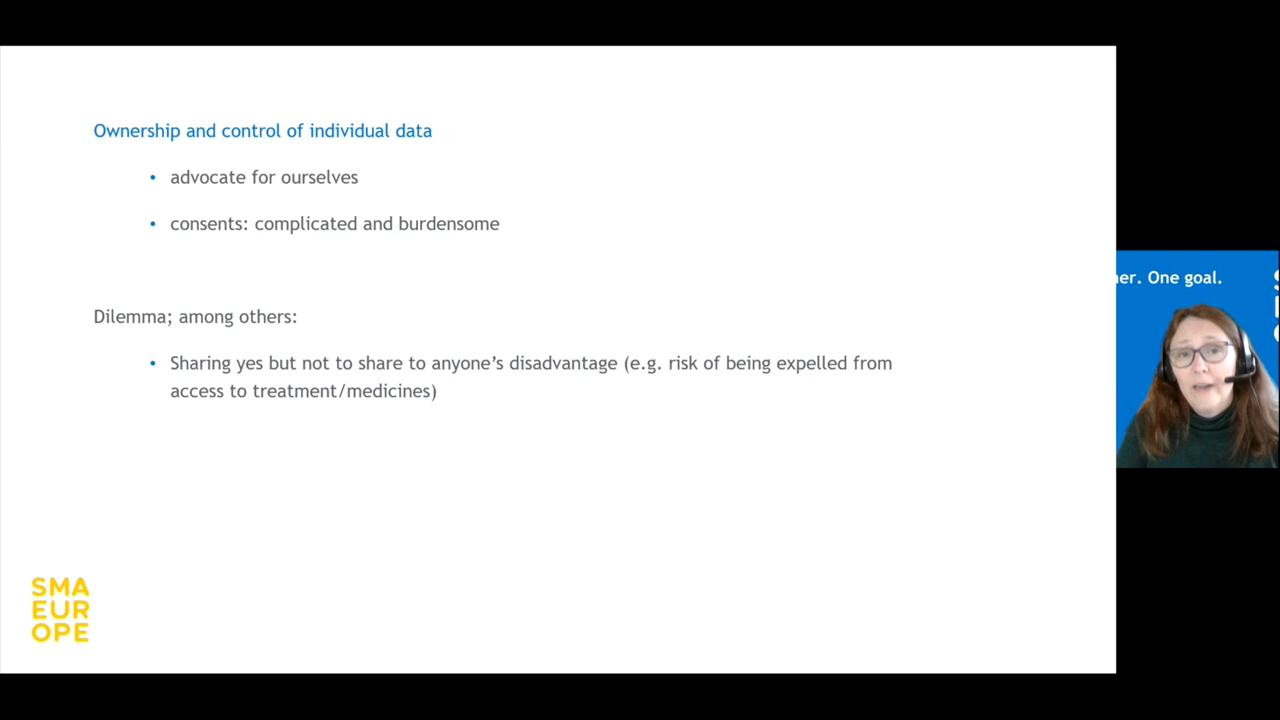 Ownership and control of individual data
• advocate for ourselves
• consents: complicated and burdensome
Dilemma; among others:
• Sharing yes but not to share to anyone's disadvantage (e.g. risk of being expelled from
access to treatment/medicines)
One goal.
SMA
EUR
OPE